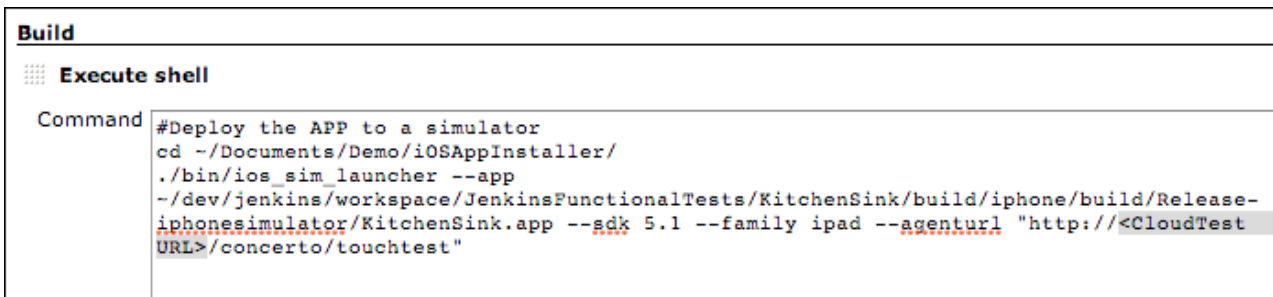 Build
Execute shell
Command
#Deploy the APP to a simulator
cd ~/Documents/Demo/iOSAppInstaller/
./bin/ios_sim_launcher --app
~/dev/jenkins/workspace/JenkinsFunctionalTests/KitchenSink/build/iphone/build/Release-
iphonesimulator/KitchenSink.app --sdk 5.1 --family ipad --agenturl "http://<CloudTest
URL>/concerto/touchtest"